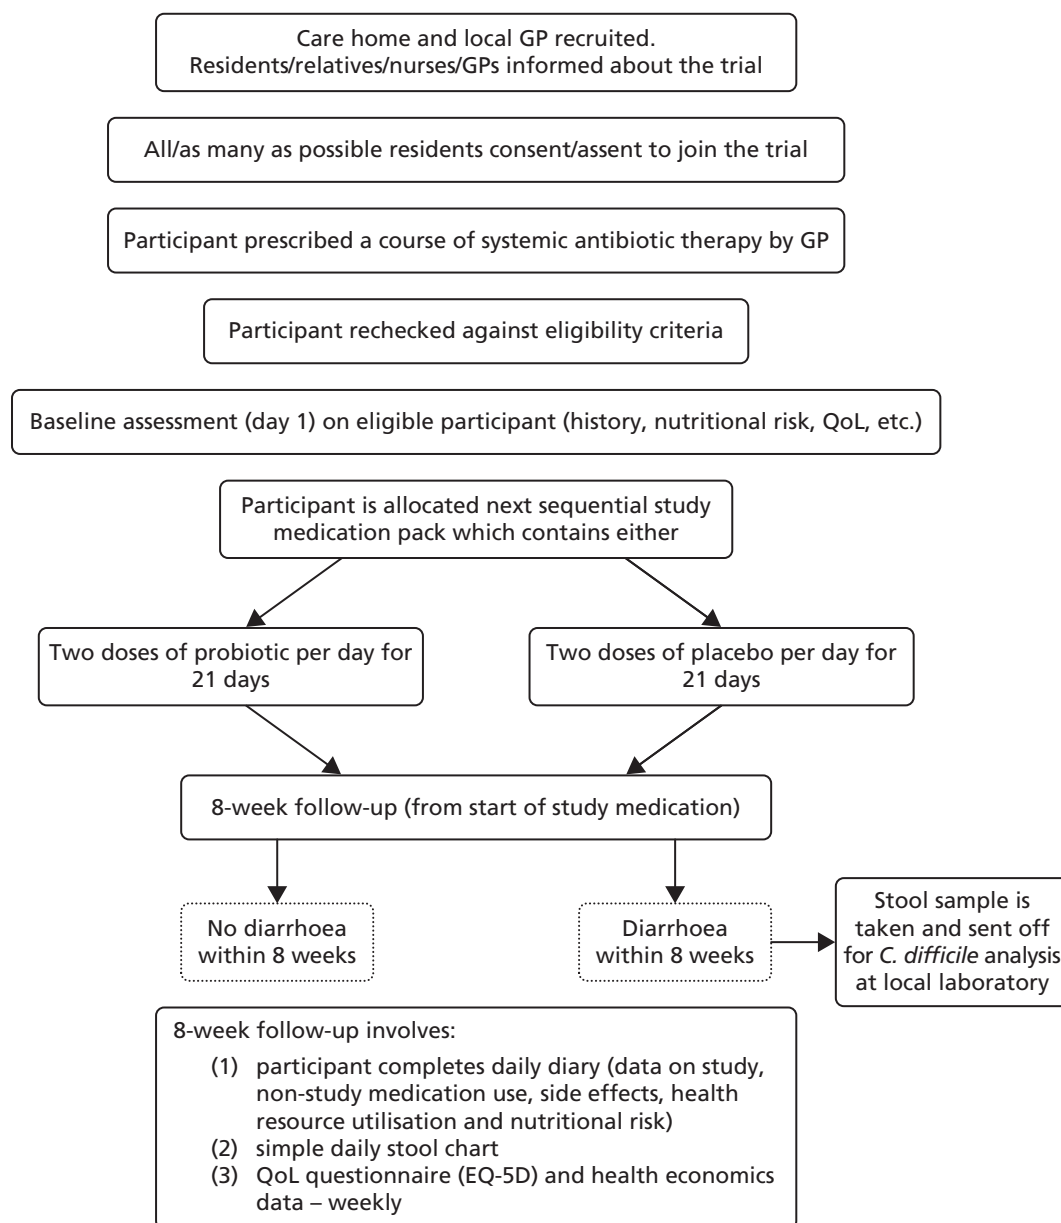 Care home and local GP recruited.
Residents/relatives/nurses/GPs informed about the trial
All/as many as possible residents consent/assent to join the trial
Participant prescribed a course of systemic antibiotic therapy by GP
Participant rechecked against eligibility criteria
Baseline assessment (day 1) on eligible participant (history, nutritional risk, QoL, etc.)
Participant is allocated next sequential study
medication pack which contains either
Two doses of probiotic per day for
21 days
Two doses of placebo per day for
21 days
8-week follow-up (from start of study medication)
No diarrhoea
within 8 weeks
Diarrhoea
within 8 weeks
Stool sample is
taken and sent off
for C. difficile analysis
at local laboratory
8-week follow-up involves:
(1) participant completes daily diary (data on study,
non-study medication use, side effects, health
resource utilisation and nutritional risk)
(2) simple daily stool chart
(3) QoL questionnaire (EQ-5D) and health economics
data – weekly